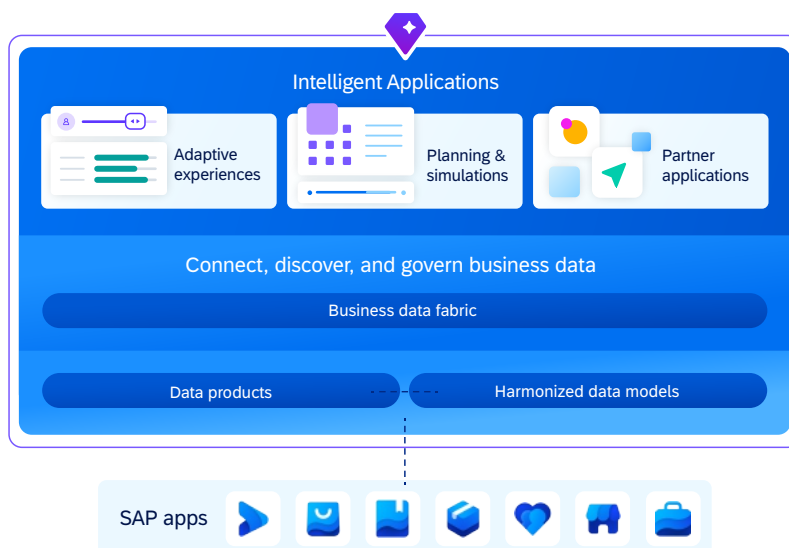 Intelligent Applications
Adaptive
experiences
Planning &
simulations
Partner
applications
Connect, discover, and govern business data
Business data fabric
Data products
Harmonized data models
SAP apps